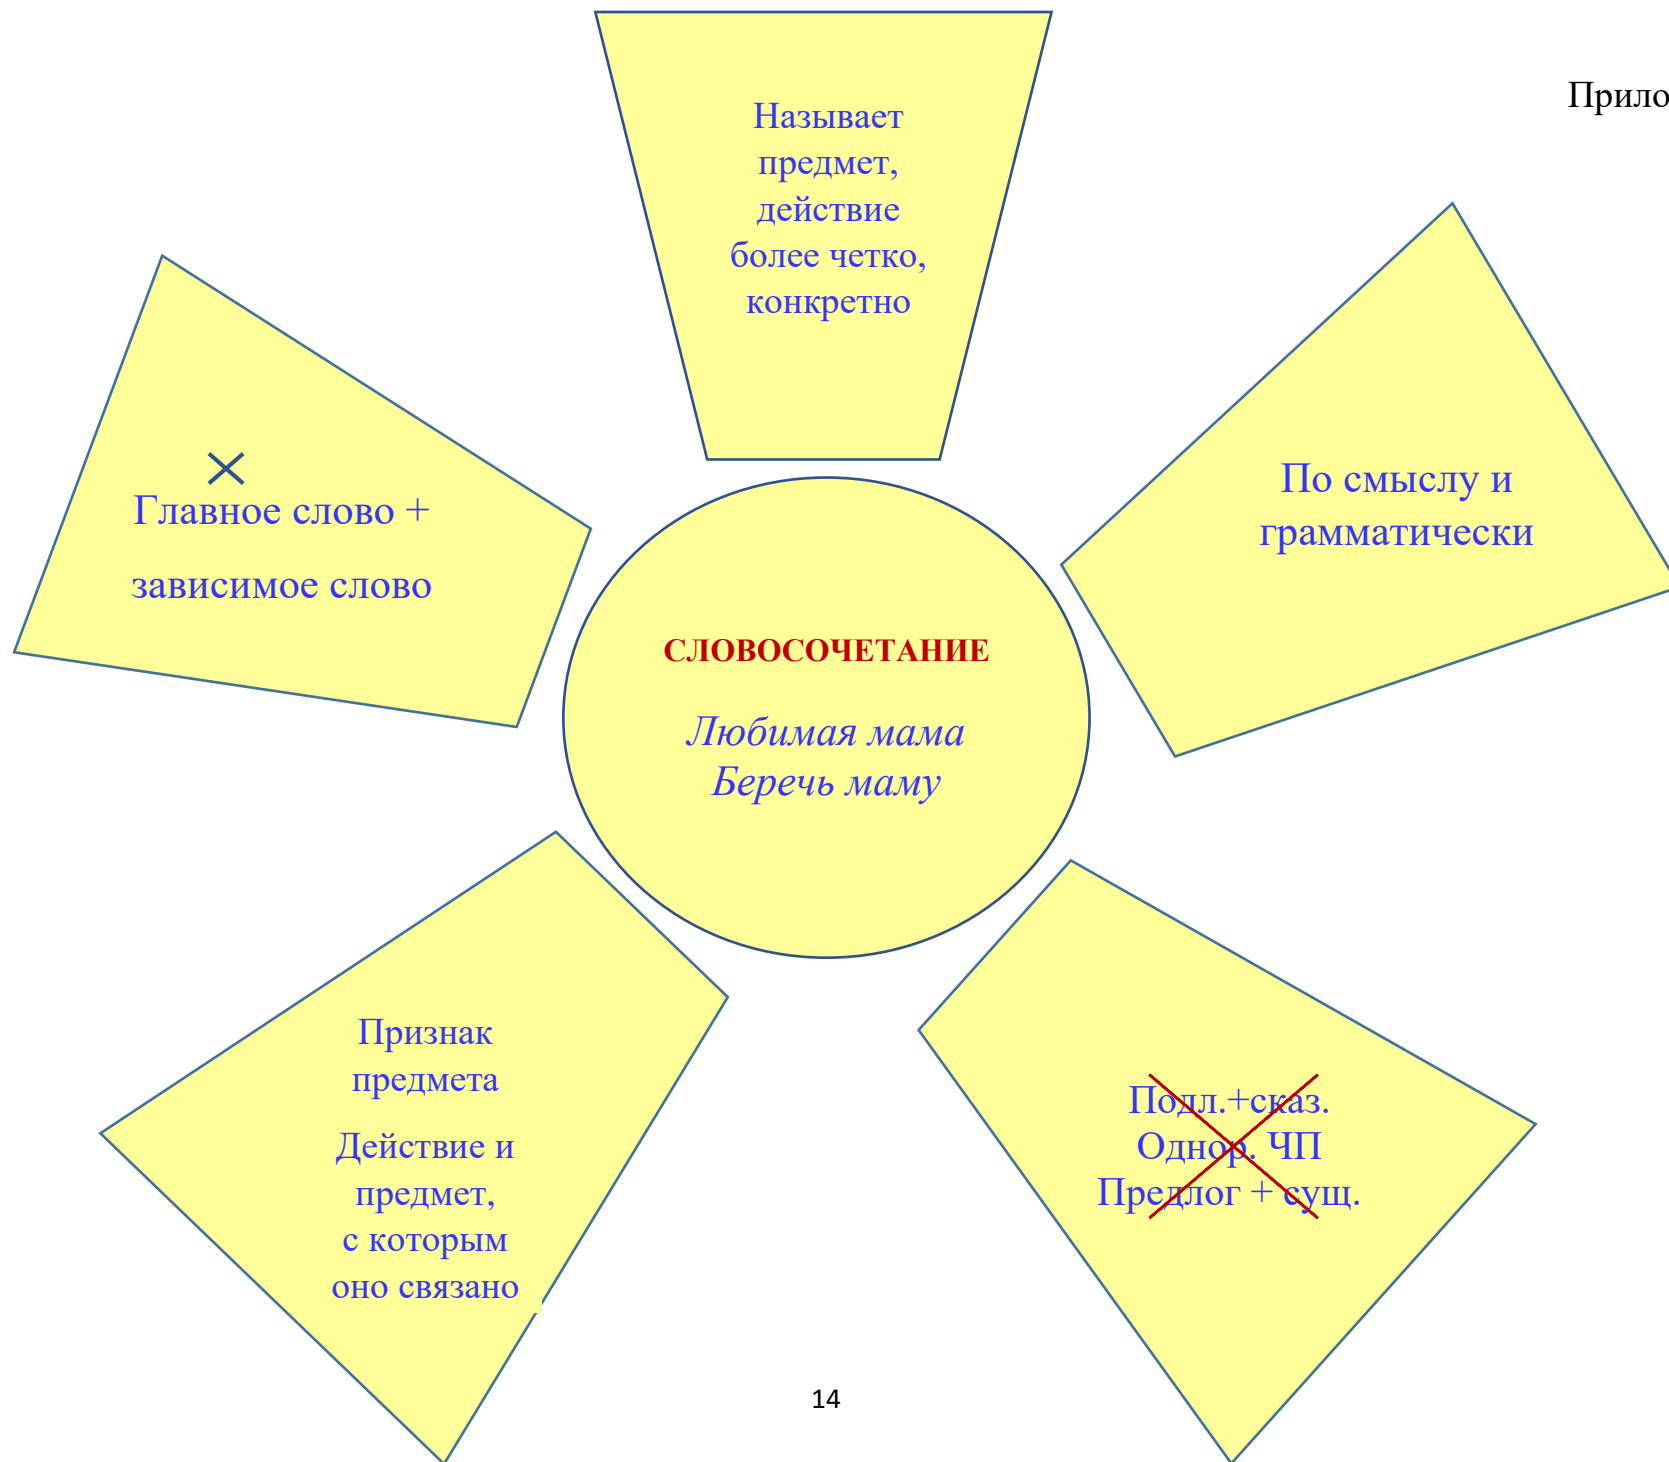 Прило
Называет
предмет,
действие
более четко,
конкретно
Главное слово +
зависимое слово
По смыслу и
грамматически
СЛОВОСОЧЕТАНИЕ
Любимая мама
Беречь маму
Признак
предмета
Действие и
предмет,
с которым
оно связано
Подл.+сказ.
Однор. ЧП
Предлог + сущ.
14